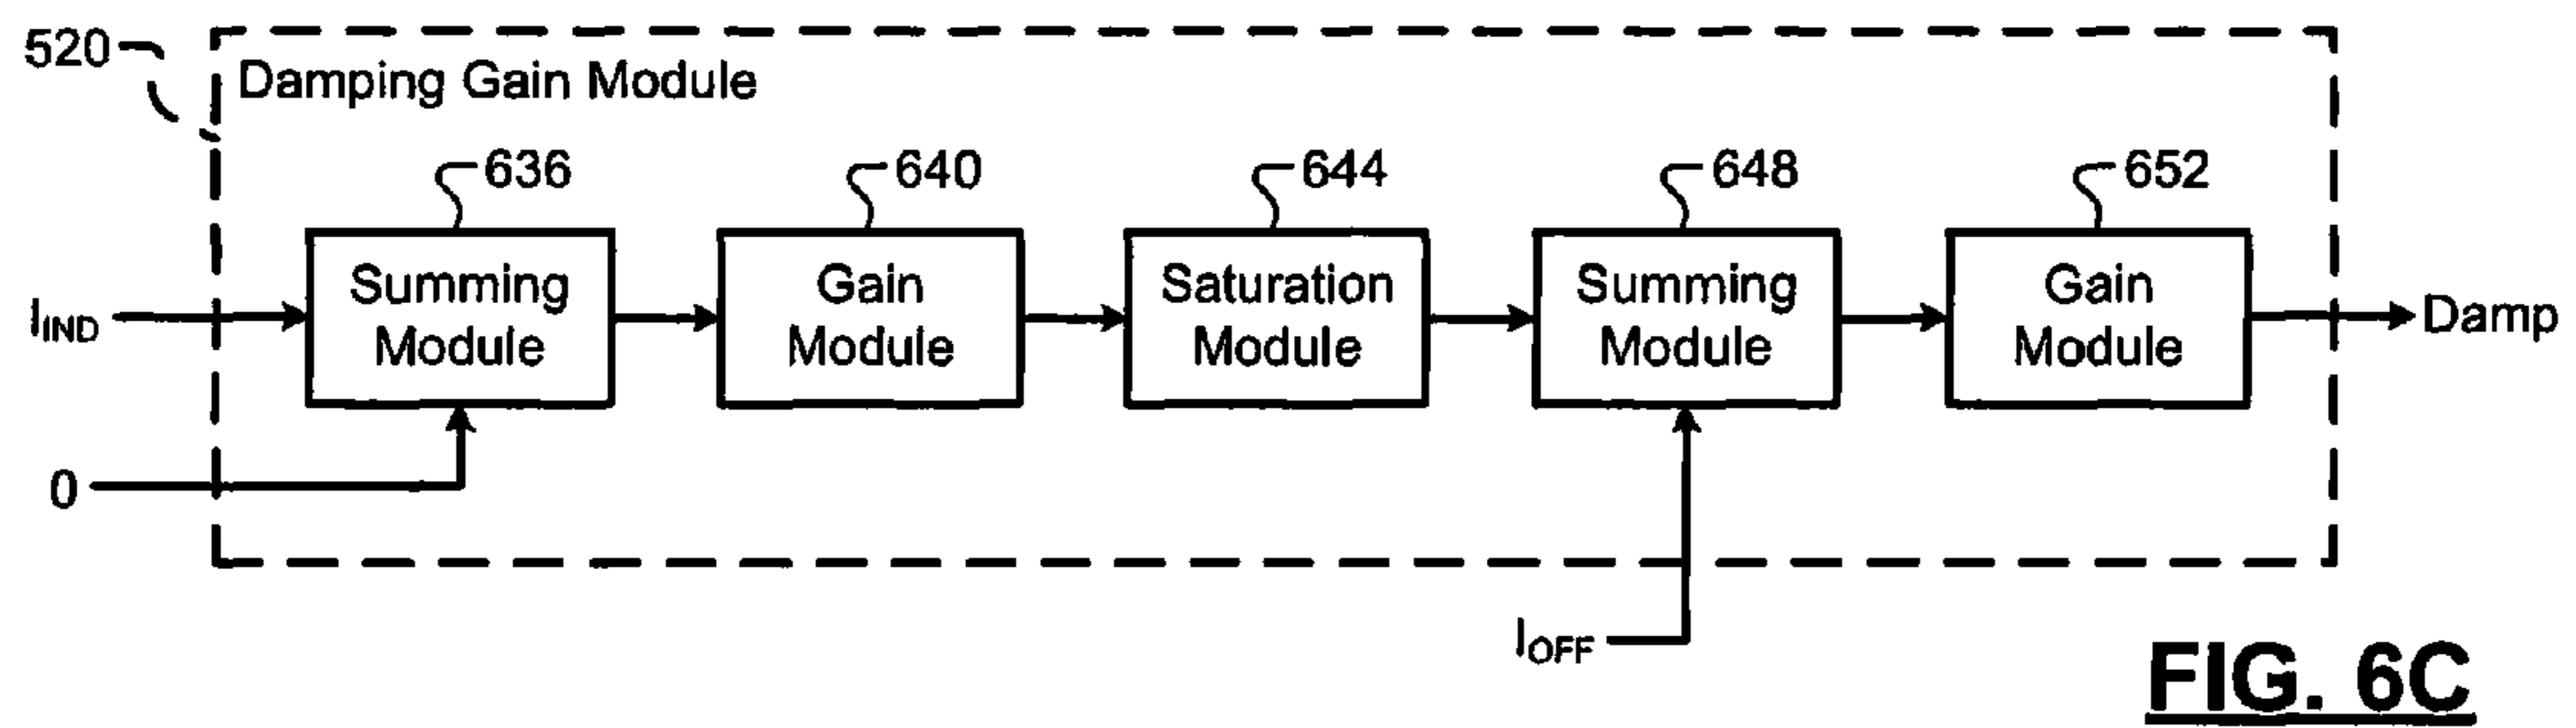 520
Damping Gain Module
636
640
644
648
652
Summing
Module
Gain
Module
Saturation
Module
Summing
Module
Gain
Module
IIND
Damp
0
IOFF
FIG. 6C